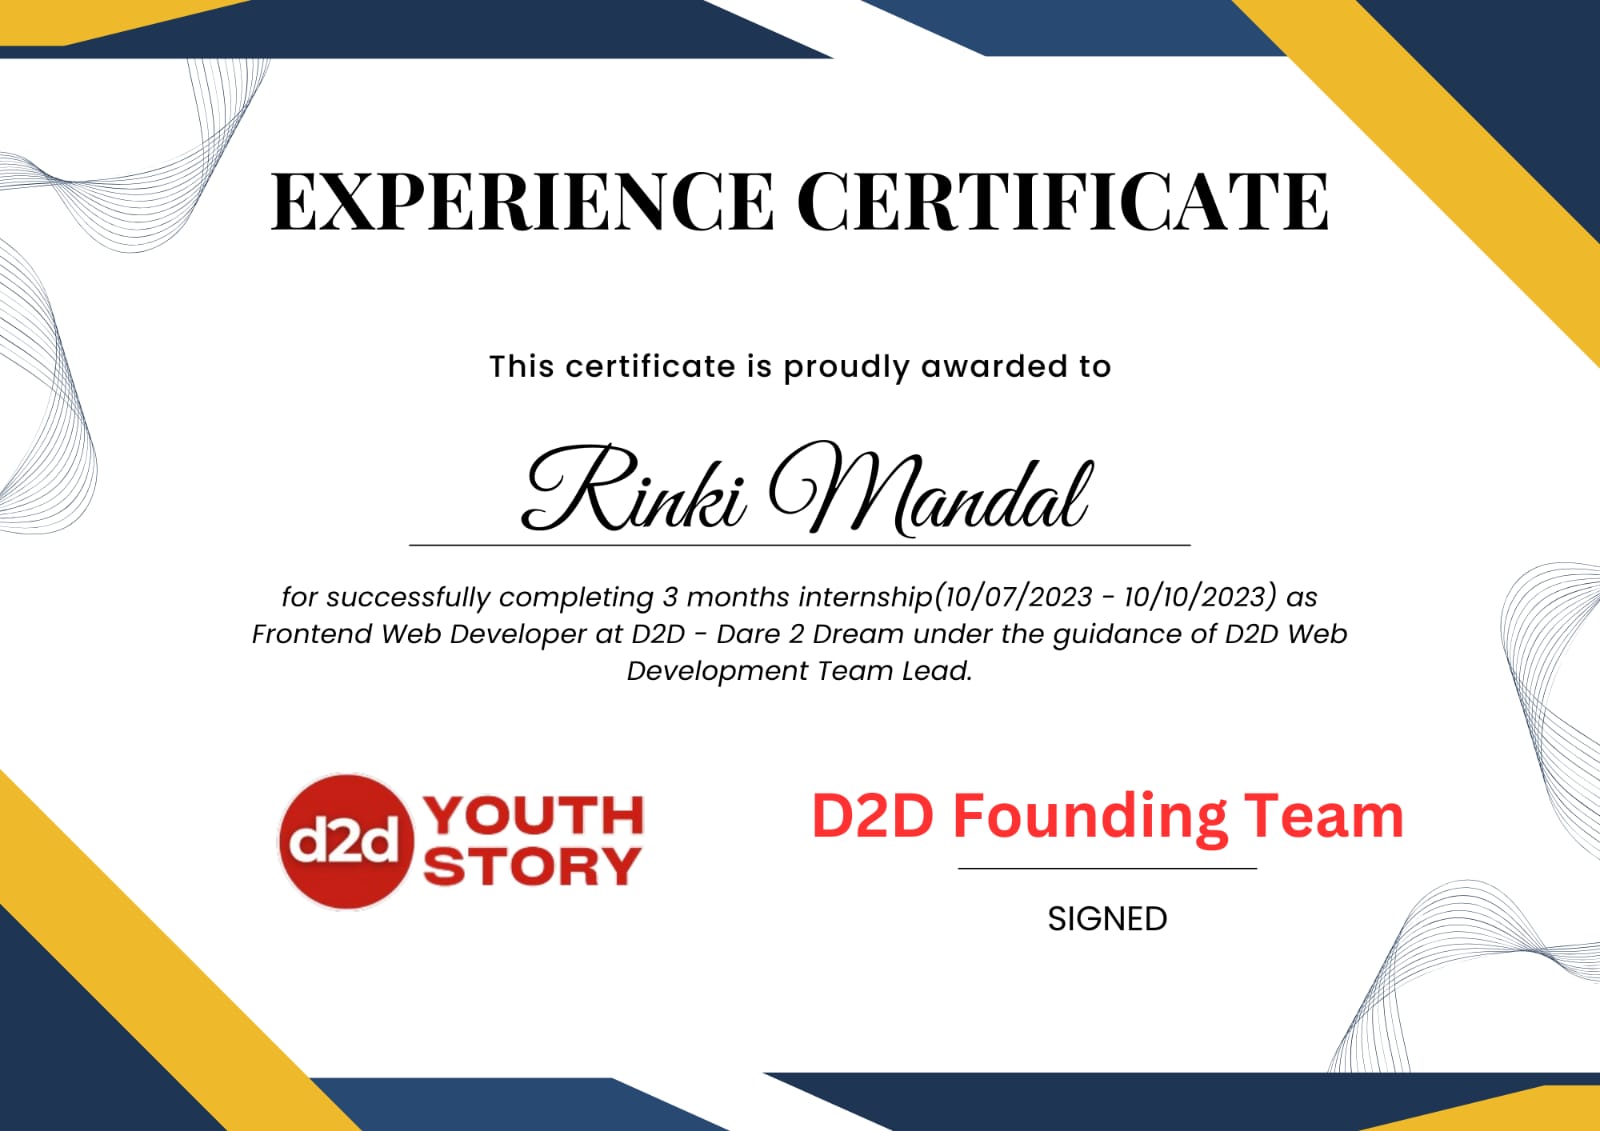 EXPERIENCE CERTIFICATE
This certificate is proudly awarded to
Rinki Mandal
for successfully completing 3 months internship(10/07/2023 - 10/10/2023) as
Frontend Web Developer at D2D - Dare 2 Dream under the guidance of D2D Web
Development Team Lead.
d2d
YOUTH
STORY
D2D Founding Team
SIGNED